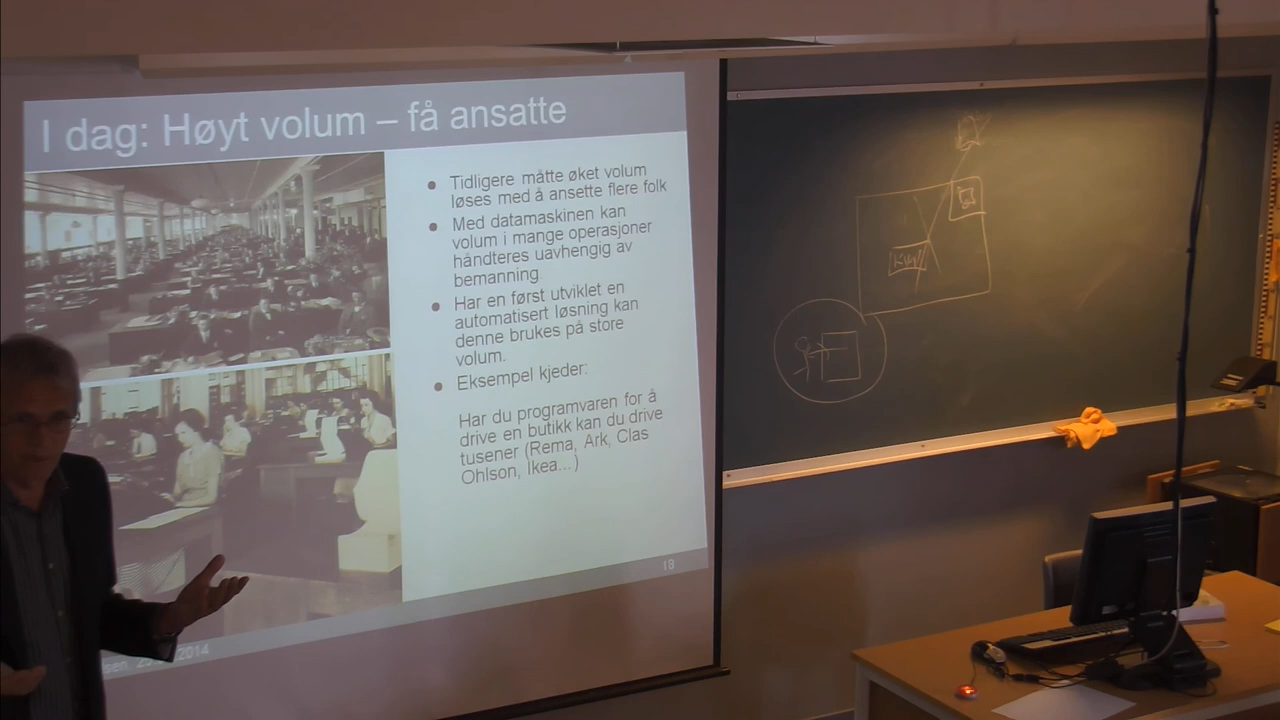 I dag: Høyt volum – få ansatte
• Tidligere måtte øket volum
løses med å ansette flere folk
• Med datamaskinen kan
volum i mange operasjoner
håndteres uavhengig av
bemanning
• Har en først utviklet en
automatisert løsning kan
denne brukes på store
volum.
• Eksempel kjeder:
Har du programvaren for å
drive en butikk kan du drive
tusener (Rema, Ark, Clas
Ohlson, Ikea...)
18
2014